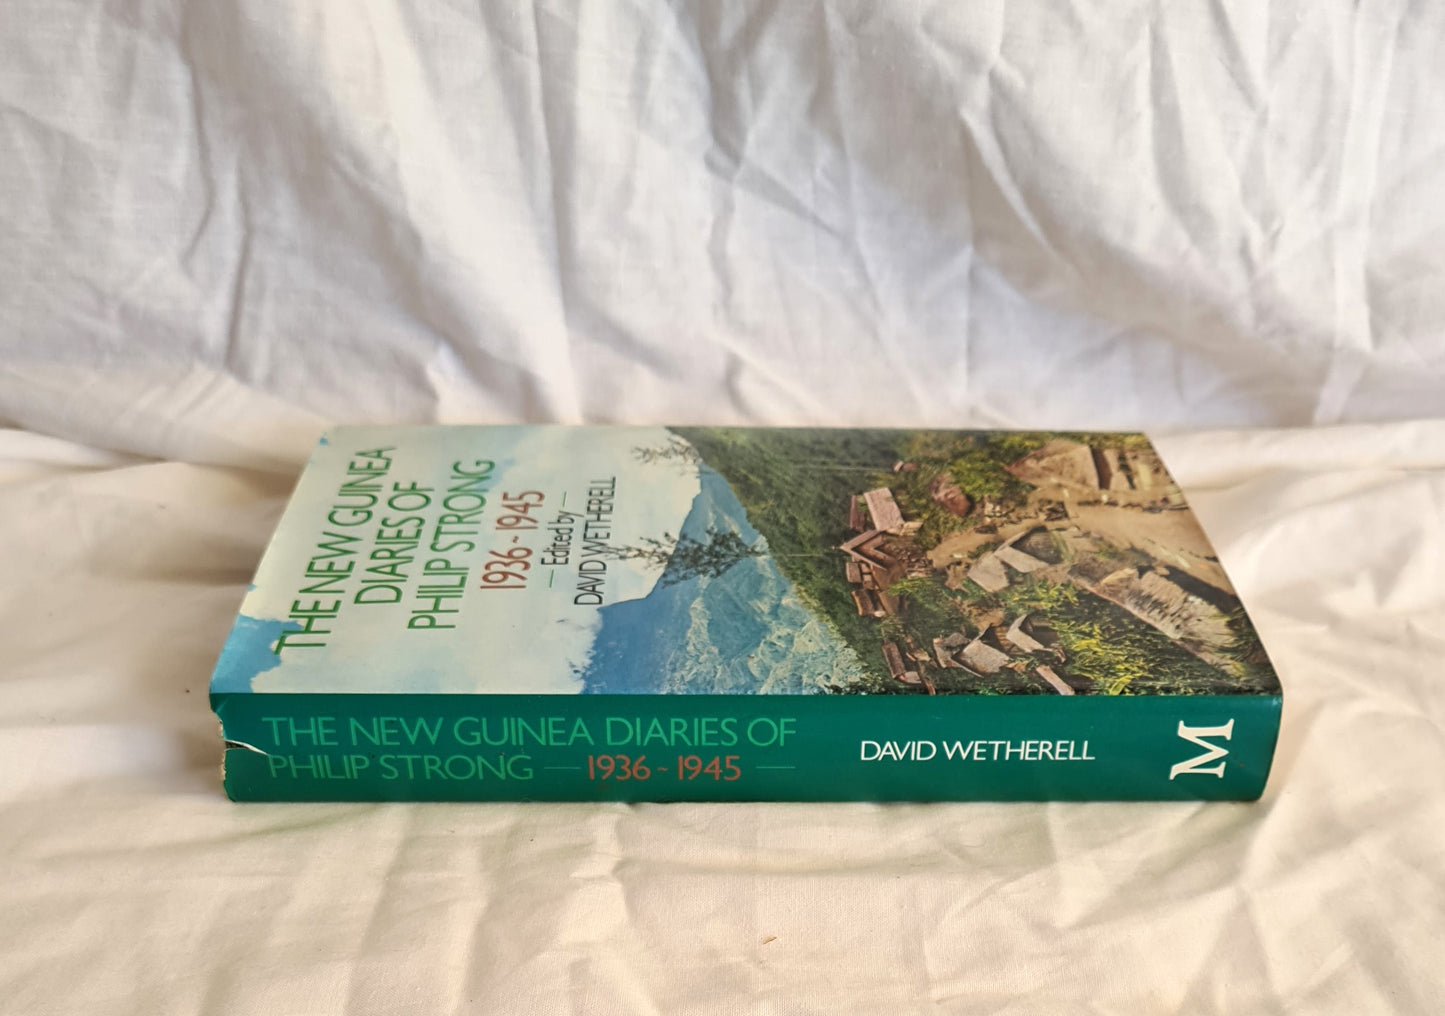 THE NEW GUINEA
DIARIES OF
PHILIP STRONG
1936~1945
— Edited by —
DAVID WETHERELL
THE NEW GUINEA DIARIES OF
PHILIP STRONG — 1936~1945 —
DAVID WETHERELL
M